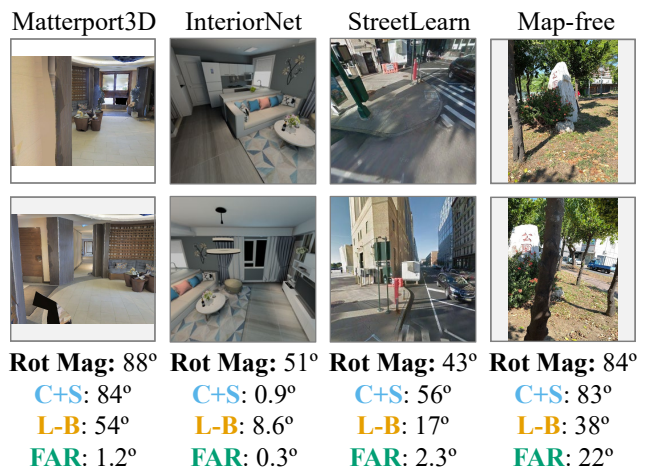 Matterport3D InteriorNet StreetLearn Map-free
Rot Mag: 88º Rot Mag: 51º Rot Mag: 43º Rot Mag: 84º
C+S: 84º C+S: 0.9º C+S: 56º C+S: 83º
L-B: 54º L-B: 8.6º L-B: 17º L-B: 38º
FAR: 1.2º FAR: 0.3º FAR: 2.3º FAR: 22º